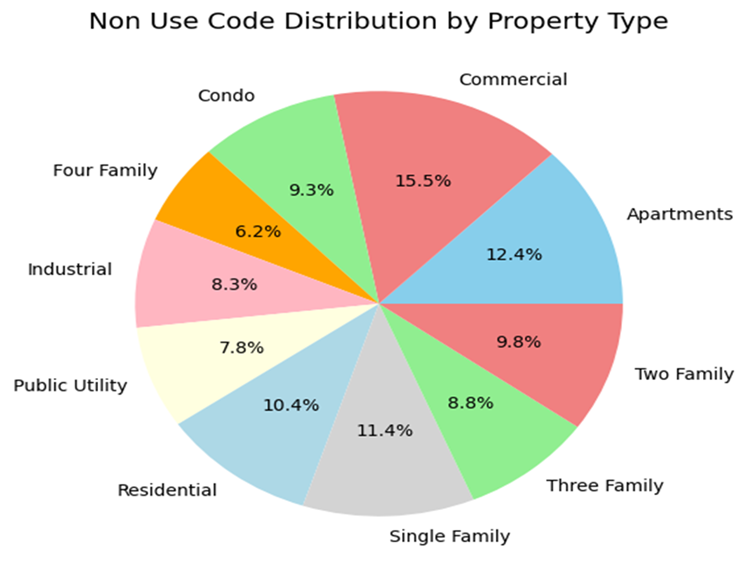 Non Use Code Distribution by Property Type
Commercial
Condo
Four Family
15.5%
9.3%
Apartments
6.2%
12.4%
Industrial
8.3%
9.8%
7.8%
Two Family
Public Utility
10.4%
8.8%
11.4%
Residential
Three Family
Single Family